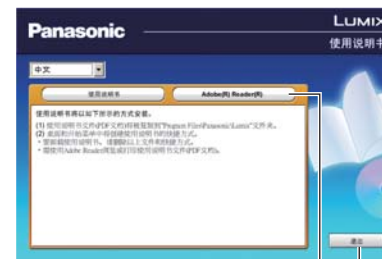 Panasonic
LUMIX
使用说明书
中文
使用说明书
Adobe(R) Reader(R)
使用说明书将以如下所示的方式安装。
(1) 使用说明文件(PDF文档)将被复制到"Program Files\Panasonic\Lumix"文件夹。
(2) 桌面和开始菜单中将创建使用说明书的快捷方式。
• 要卸载使用说明书，请删除以上文件和快捷方式。
• 需使用Adobe Reader浏览或打印使用说明书文件(PDF文档)。
退出